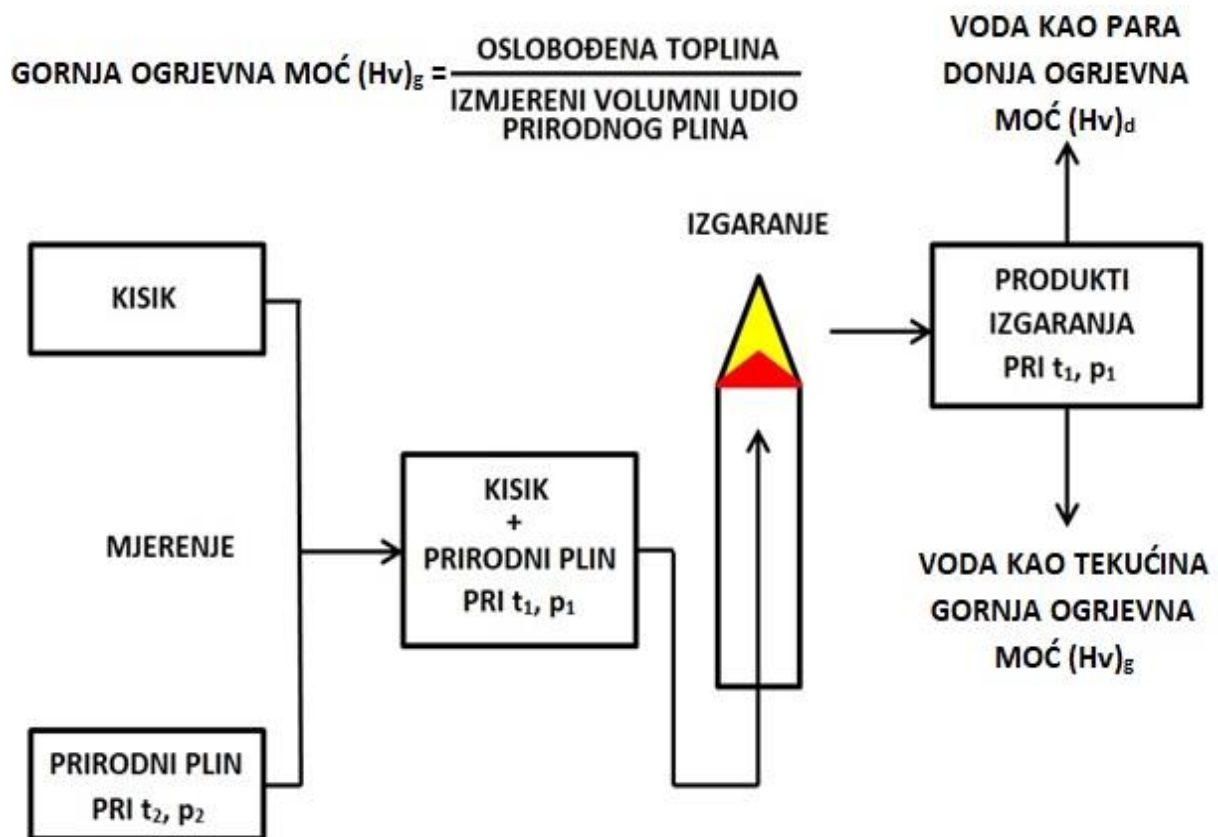 GORNJA OGRJEVNA MOĆ (Hv)g =
OSLOBOĐENA TOPLINA
IZMJERENI VOLUMNI UDIO
PRIRODNOG PLINA
VODA KAO PARA
DONJA OGRJEVNA
MOĆ (Hv)d
IZGARANJE
KISIK
PRODUKTI
IZGARANJA
PRI t₁, p₁
MJERENJE
KISIK
+
PRIRODNI PLIN
PRI t₁, p₁
VODA KAO TEKUĆINA
GORNJA OGRJEVNA
MOĆ (Hv)g
PRIRODNI PLIN
PRI t₂, p₂